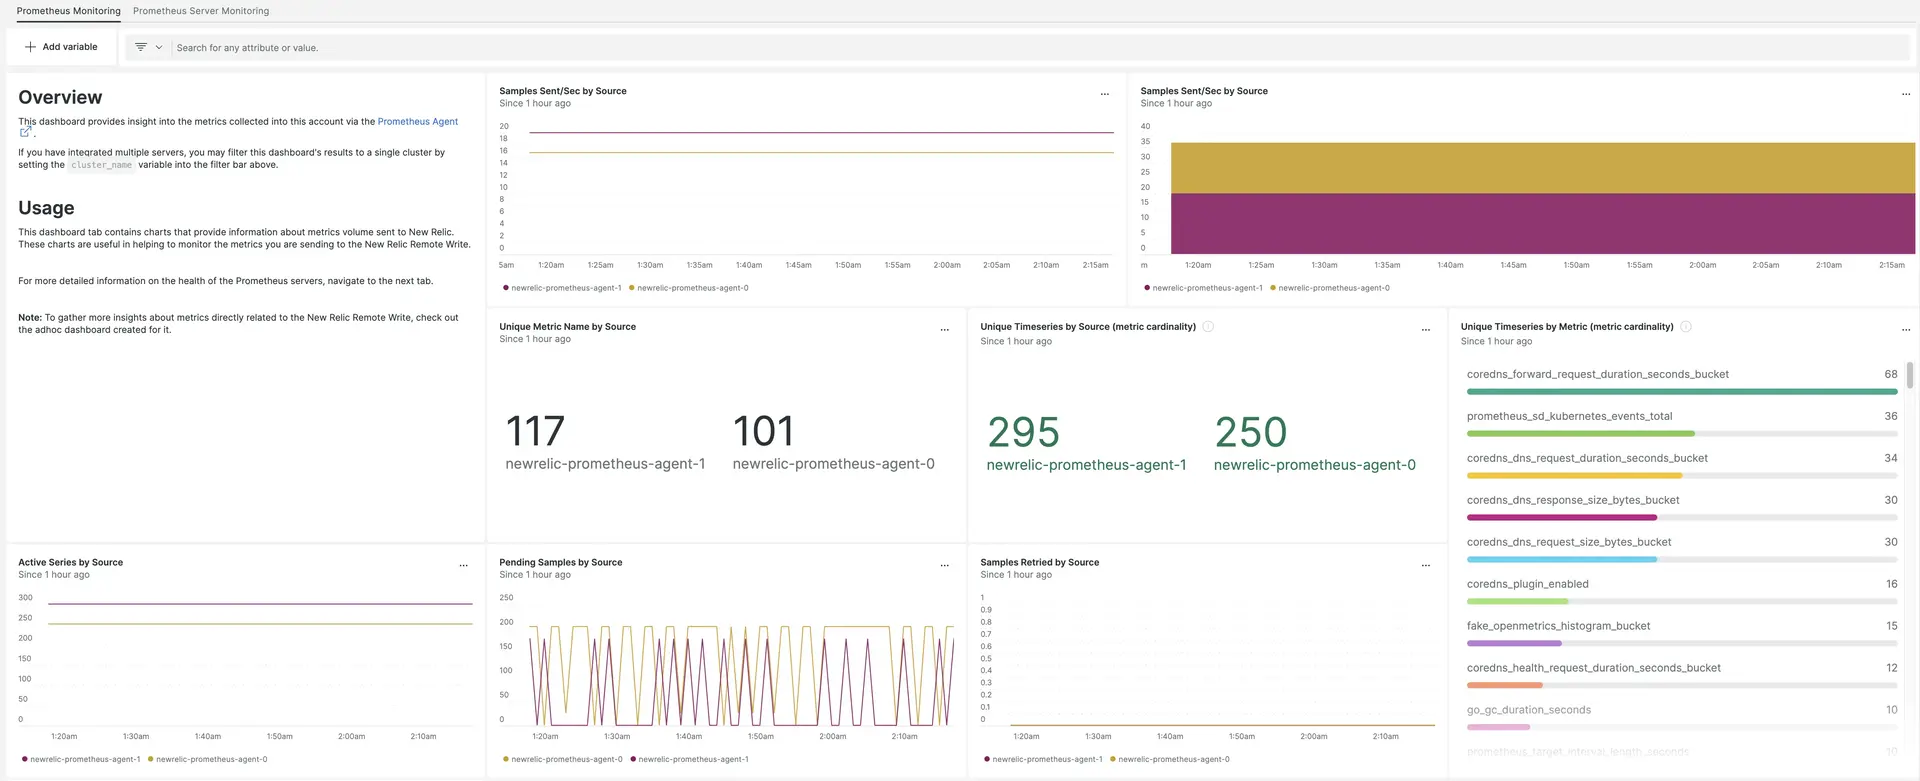 Prometheus Monitoring Prometheus Server Monitoring
Add variable
Search for any attribute or value.
Overview
This dashboard provides insight into the metrics collected into this account via the Prometheus Agent
.
If you have integrated multiple servers, you may filter this dashboard's results to a single cluster by
setting the cluster_name variable into the filter bar above.
Usage
This dashboard tab contains charts that provide information about metrics volume sent to New Relic.
These charts are useful in helping to monitor the metrics you are sending to the New Relic Remote Write.
For more detailed information on the health of the Prometheus servers, navigate to the next tab.
Note: To gather more insights about metrics directly related to the New Relic Remote Write, check out
the adhoc dashboard created for it.
Samples Sent/Sec by Source
...
Since 1 hour ago
20
18
16
14
12
10
8
6
4
2
0
5am 1:20am 1:25am 1:30am 1:35am 1:40am 1:45am 1:50am 1:55am 2:00am 2:05am 2:10am 2:15am
newrelic-prometheus-agent-1 newrelic-prometheus-agent-0
Samples Sent/Sec by Source
...
Since 1 hour ago
40
35
30
25
20
15
10
5
0
m 1:20am 1:25am 1:30am 1:35am 1:40am 1:45am 1:50am 1:55am 2:00am 2:05am 2:10am 2:15am
newrelic-prometheus-agent-1 newrelic-prometheus-agent-0
Unique Metric Name by Source
...
Since 1 hour ago
117 101
newrelic-prometheus-agent-1 newrelic-prometheus-agent-0
Unique Timeseries by Source (metric cardinality)
...
Since 1 hour ago
295 250
newrelic-prometheus-agent-1 newrelic-prometheus-agent-0
Unique Timeseries by Metric (metric cardinality)
...
Since 1 hour ago
coredns_forward_request_duration_seconds_bucket 68
prometheus_sd_kubernetes_events_total 36
coredns_dns_request_duration_seconds_bucket 34
coredns_dns_response_size_bytes_bucket 30
coredns_dns_request_size_bytes_bucket 30
coredns_plugin_enabled 16
fake_openmetrics_histogram_bucket 15
coredns_health_request_duration_seconds_bucket 12
go_gc_duration_seconds 10
prometheus_target_interval_length_seconds 10
Active Series by Source
...
Since 1 hour ago
300
250
200
150
100
50
0
1:20am 1:30am 1:40am 1:50am 2:00am 2:10am
newrelic-prometheus-agent-1 newrelic-prometheus-agent-0
Pending Samples by Source
...
Since 1 hour ago
250
200
150
100
50
0
1:20am 1:30am 1:40am 1:50am 2:00am 2:10am
newrelic-prometheus-agent-0 newrelic-prometheus-agent-1
Samples Retried by Source
...
Since 1 hour ago
1
0.9
0.8
0.7
0.6
0.5
0.4
0.3
0.2
0.1
0
1:20am 1:30am 1:40am 1:50am 2:00am 2:10am
newrelic-prometheus-agent-1 newrelic-prometheus-agent-0